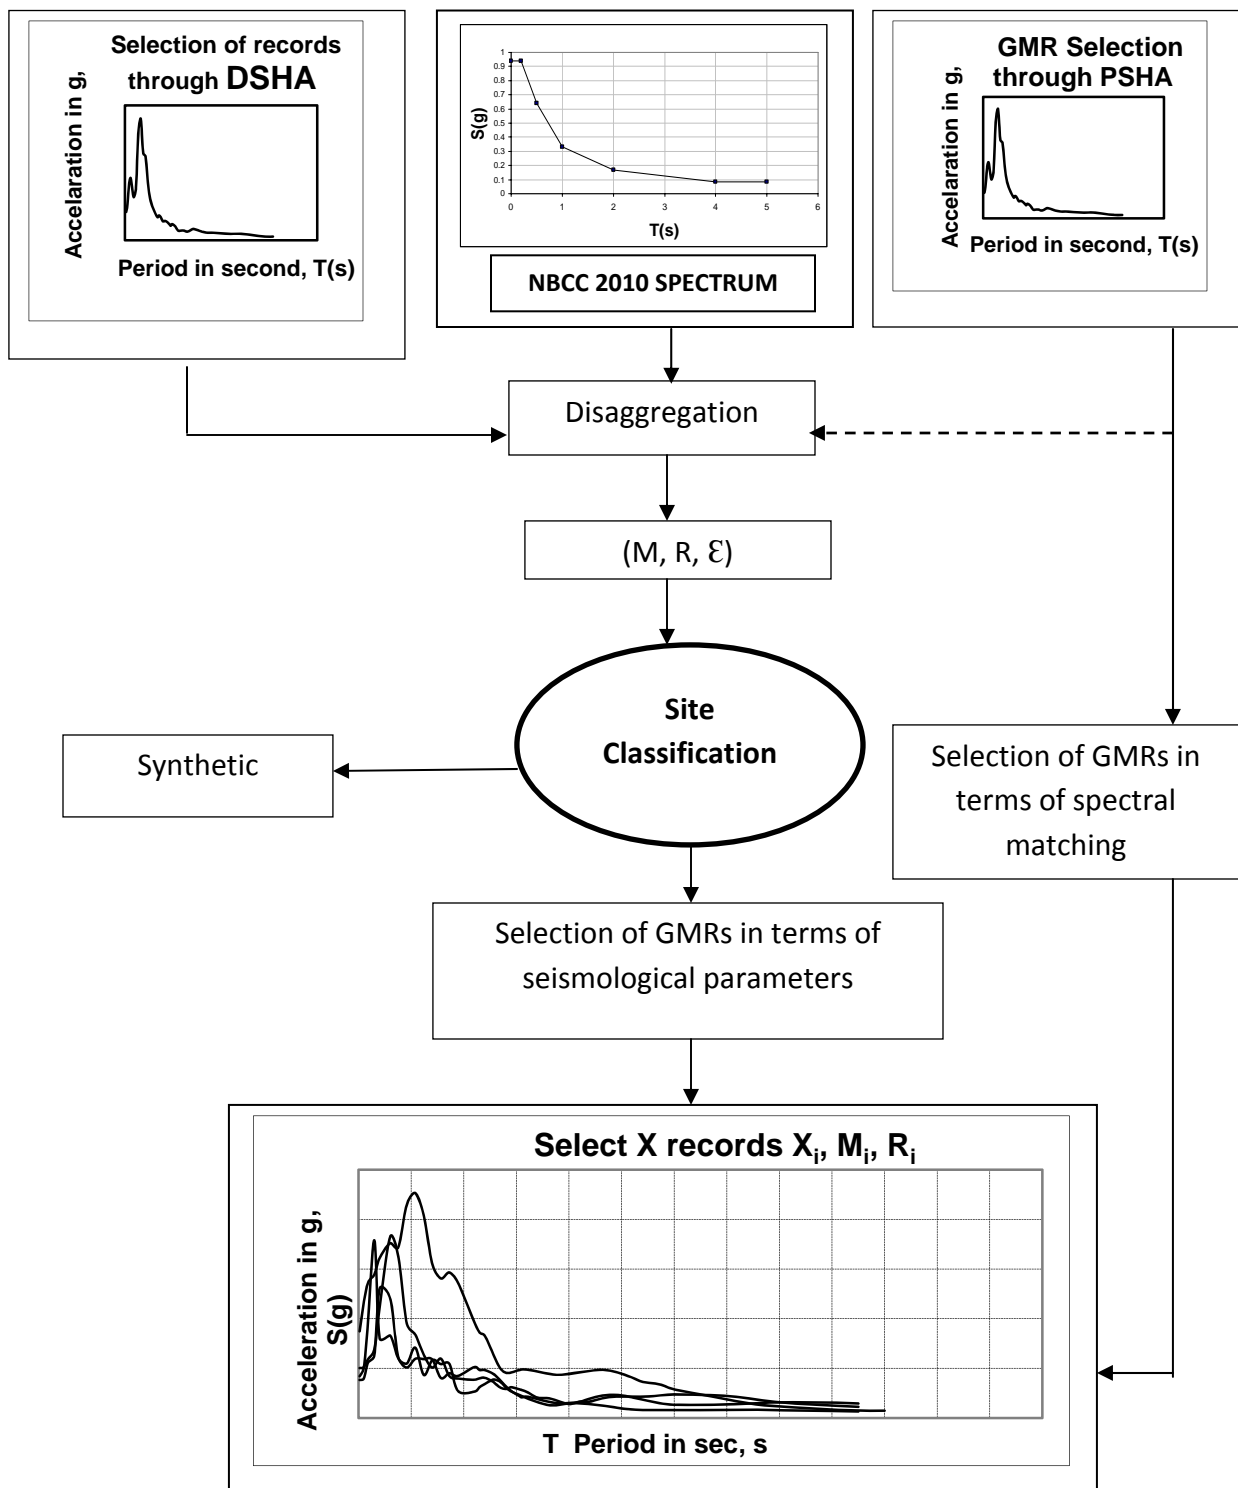 Selection of records
through DSHA
Accelaration in g,
Period in second, T(s)
S(g)
1
0.9
0.8
0.7
0.6
0.5
0.4
0.3
0.2
0.1
0
0 1 2 3 4 5 6
T(s)
NBCC 2010 SPECTRUM
GMR Selection
through PSHA
Accelaration in g,
Period in second, T(s)
Disaggregation
(M, R, Ɛ)
Site
Classification
Synthetic
Selection of GMRs in
terms of spectral
matching
Selection of GMRs in terms of
seismological parameters
Select X records Xi, Mi, Ri
Acceleration in g,
S(g)
T Period in sec, s